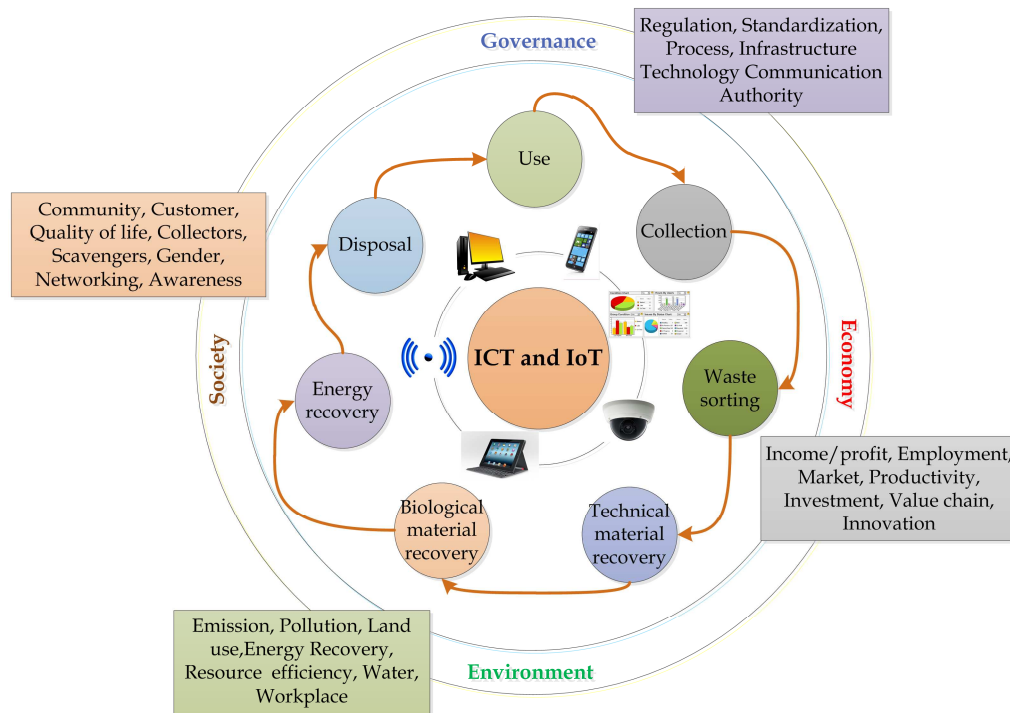 Governance
Regulation, Standardization,
Process, Infrastructure
Technology Communication
Authority
Use
Community, Customer,
Quality of life, Collectors,
Scavengers, Gender,
Networking, Awareness
Disposal
Collection
ICT and IoT
Society
Economy
Energy
recovery
Waste
sorting
Income/profit, Employment,
Market, Productivity,
Investment, Value chain,
Innovation
Biological
material
recovery
Technical
material
recovery
Emission, Pollution, Land
use,Energy Recovery,
Resource efficiency, Water,
Workplace
Environment